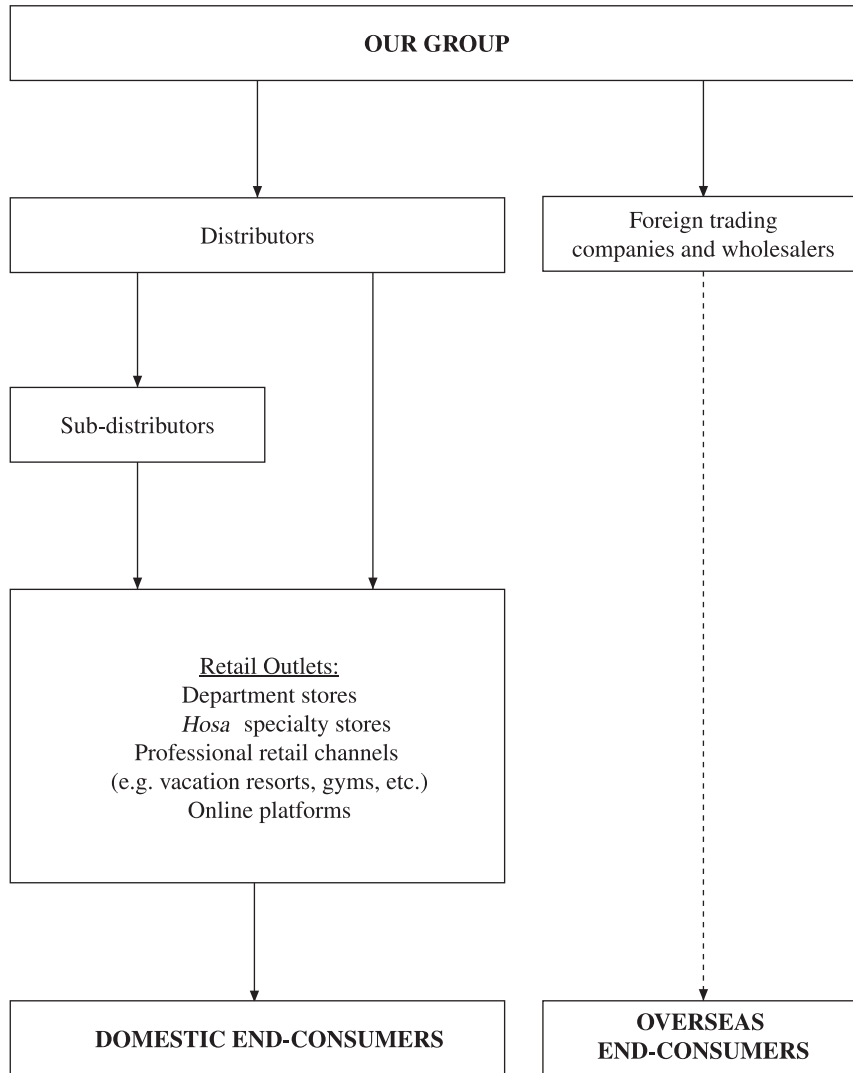 OUR GROUP
Distributors
Foreign trading
companies and wholesalers
Sub-distributors
Retail Outlets:
Department stores
Hosa specialty stores
Professional retail channels
(e.g. vacation resorts, gyms, etc.)
Online platforms
DOMESTIC END-CONSUMERS
OVERSEAS
END-CONSUMERS